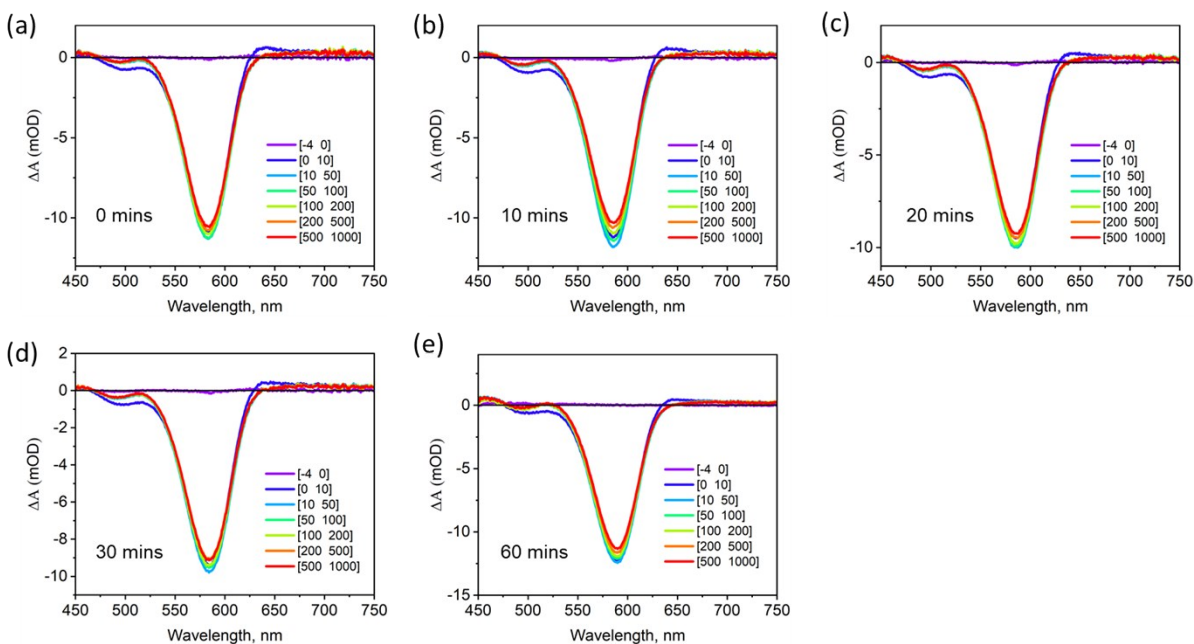 (a)
ΔA (mOD)
0
-5
-10
0 mins
[-4 0]
[0 10]
[10 50]
[50 100]
[100 200]
[200 500]
[500 1000]
450 500 550 600 650 700 750
Wavelength, nm
(b)
ΔA (mOD)
0
-5
-10
10 mins
[-4 0]
[0 10]
[10 50]
[50 100]
[100 200]
[200 500]
[500 1000]
450 500 550 600 650 700 750
Wavelength, nm
(c)
ΔA (mOD)
0
-5
-10
20 mins
[-4 0]
[0 10]
[10 50]
[50 100]
[100 200]
[200 500]
[500 1000]
450 500 550 600 650 700 750
Wavelength, nm
(d)
ΔA (mOD)
2
0
-2
-4
-6
-8
-10
30 mins
[-4 0]
[0 10]
[10 50]
[50 100]
[100 200]
[200 500]
[500 1000]
450 500 550 600 650 700 750
Wavelength, nm
(e)
ΔA (mOD)
5
0
-5
-10
-15
60 mins
[-4 0]
[0 10]
[10 50]
[50 100]
[100 200]
[200 500]
[500 1000]
450 500 550 600 650 700 750
Wavelength, nm